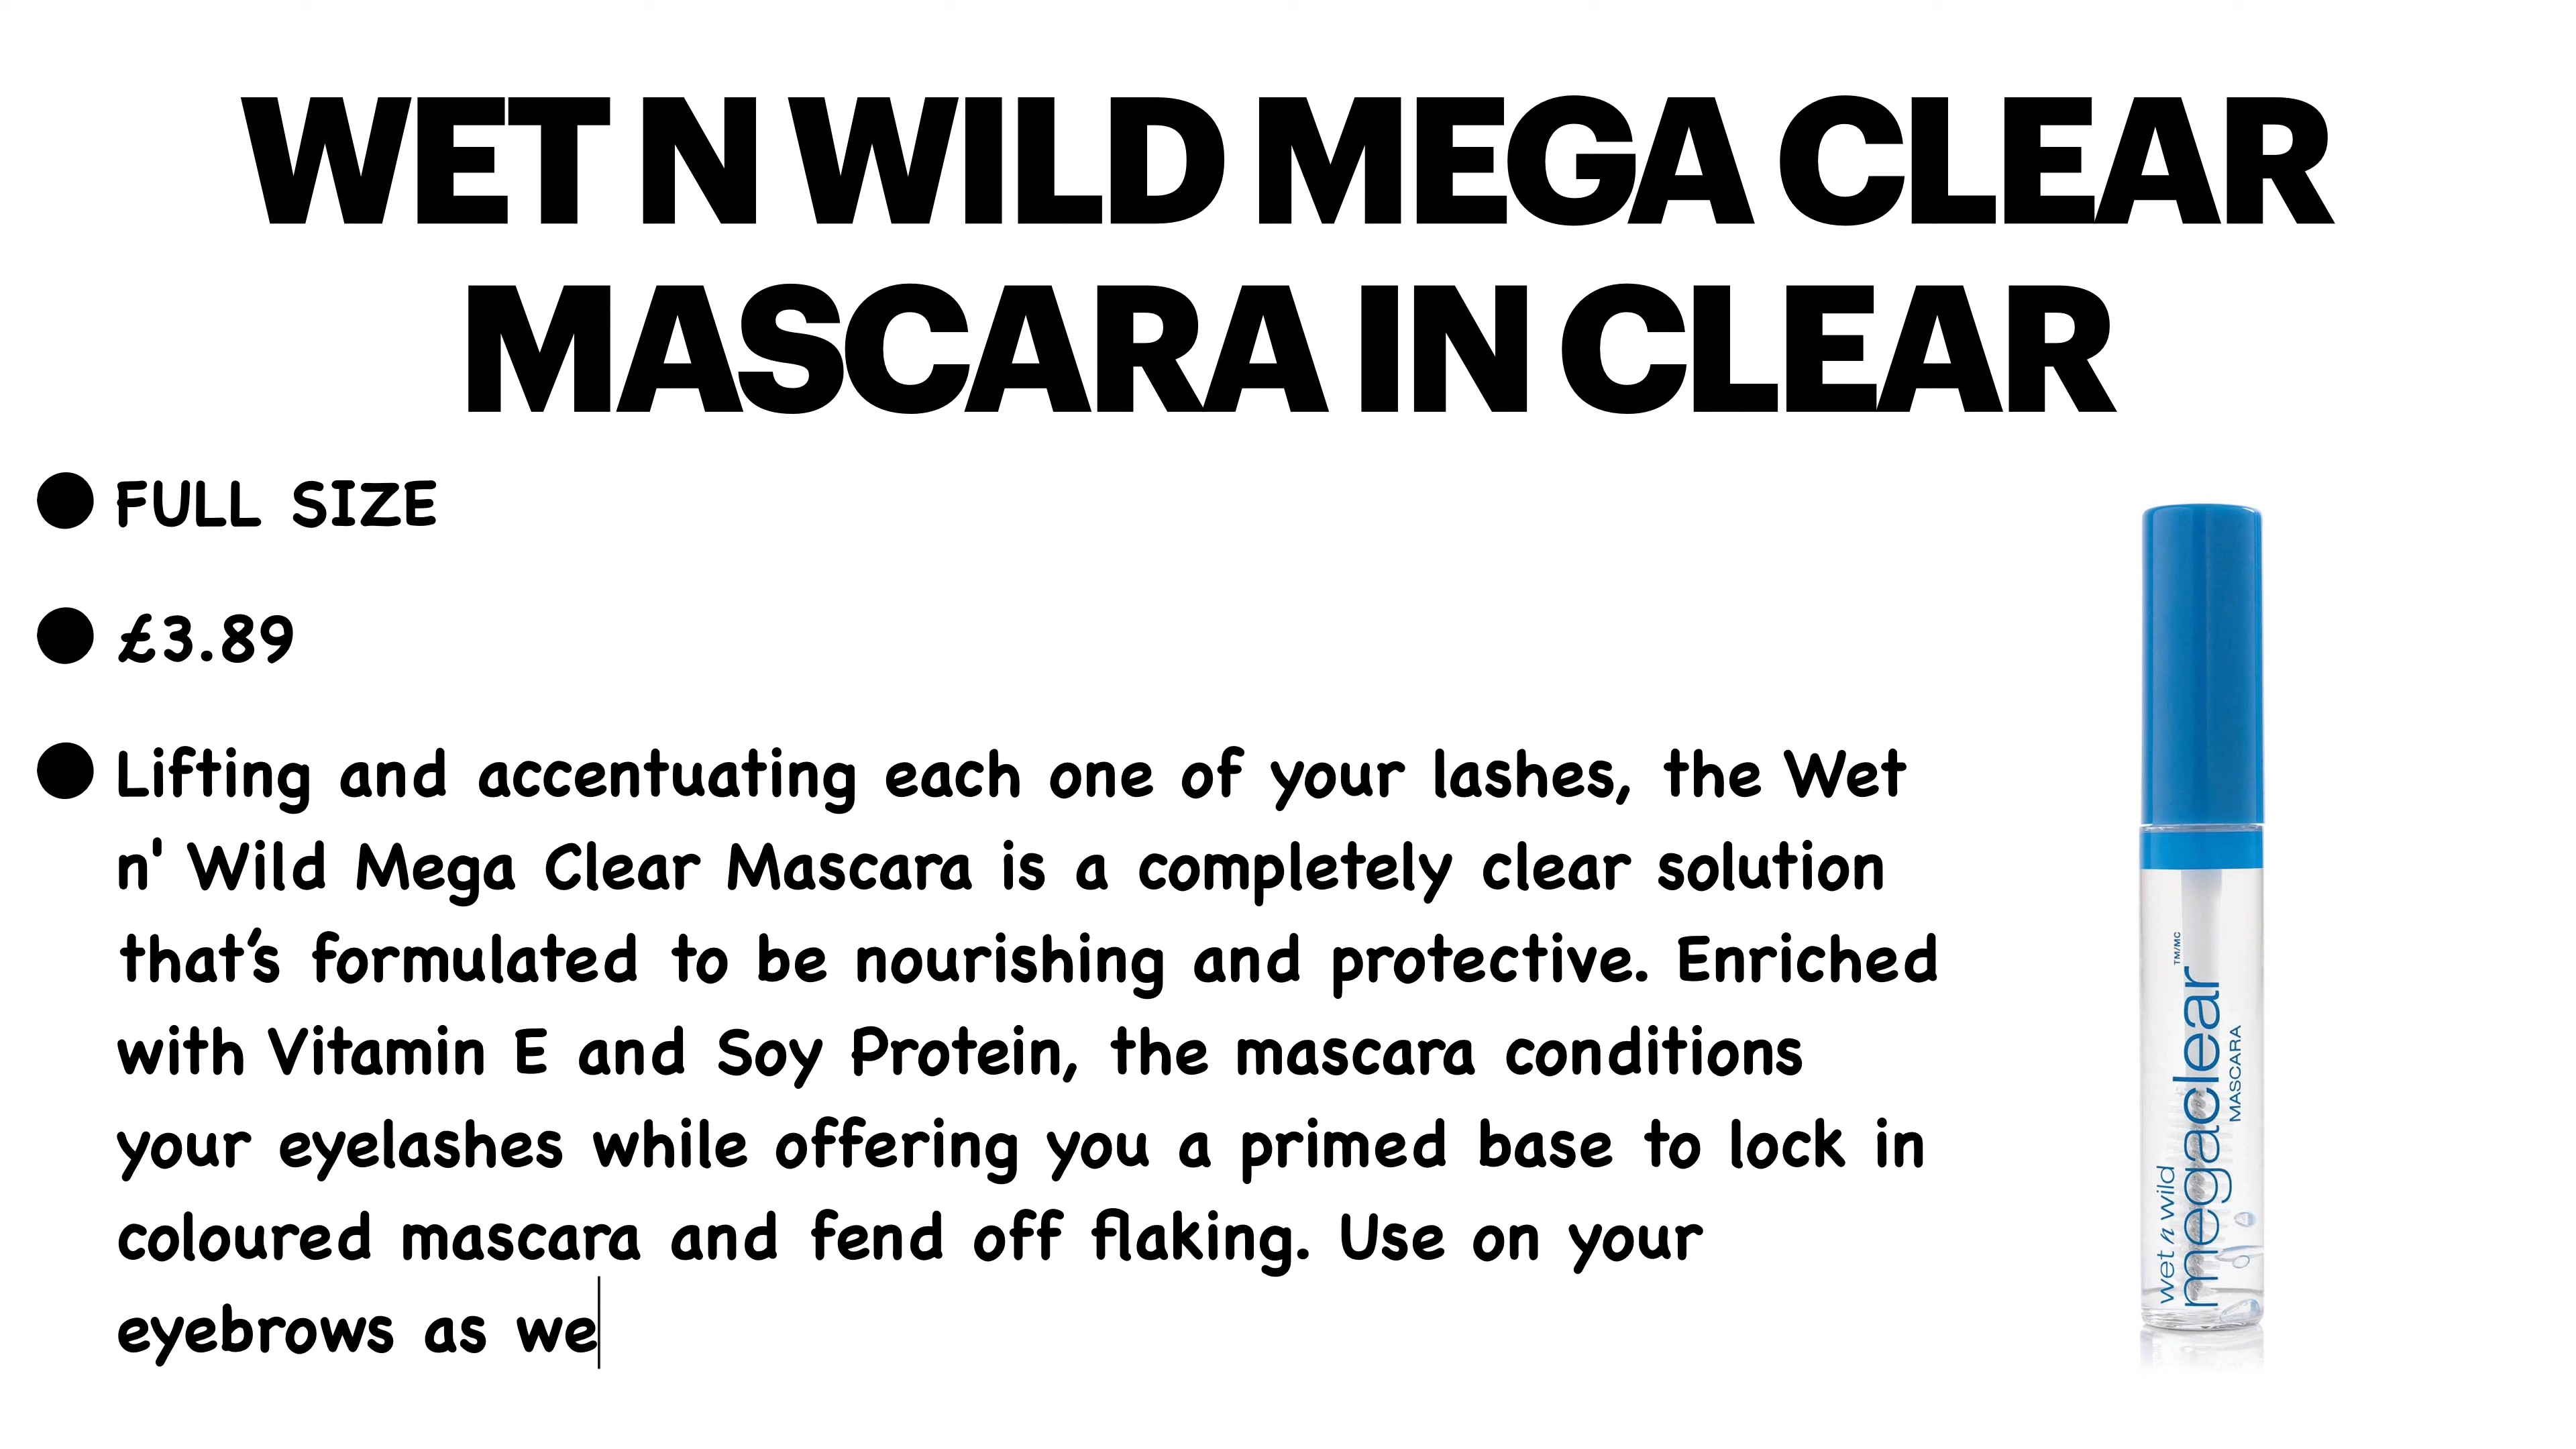 WET N WILD MEGA CLEAR
MASCARA IN CLEAR
● FULL SIZE
● £3.89
● Lifting and accentuating each one of your lashes, the Wet
n' Wild Mega Clear Mascara is a completely clear solution
that’s formulated to be nourishing and protective. Enriched
with Vitamin E and Soy Protein, the mascara conditions
your eyelashes while offering you a primed base to lock in
coloured mascara and fend off flaking. Use on your
eyebrows as we
wet n wild
megaclear™/MC
MASCARA